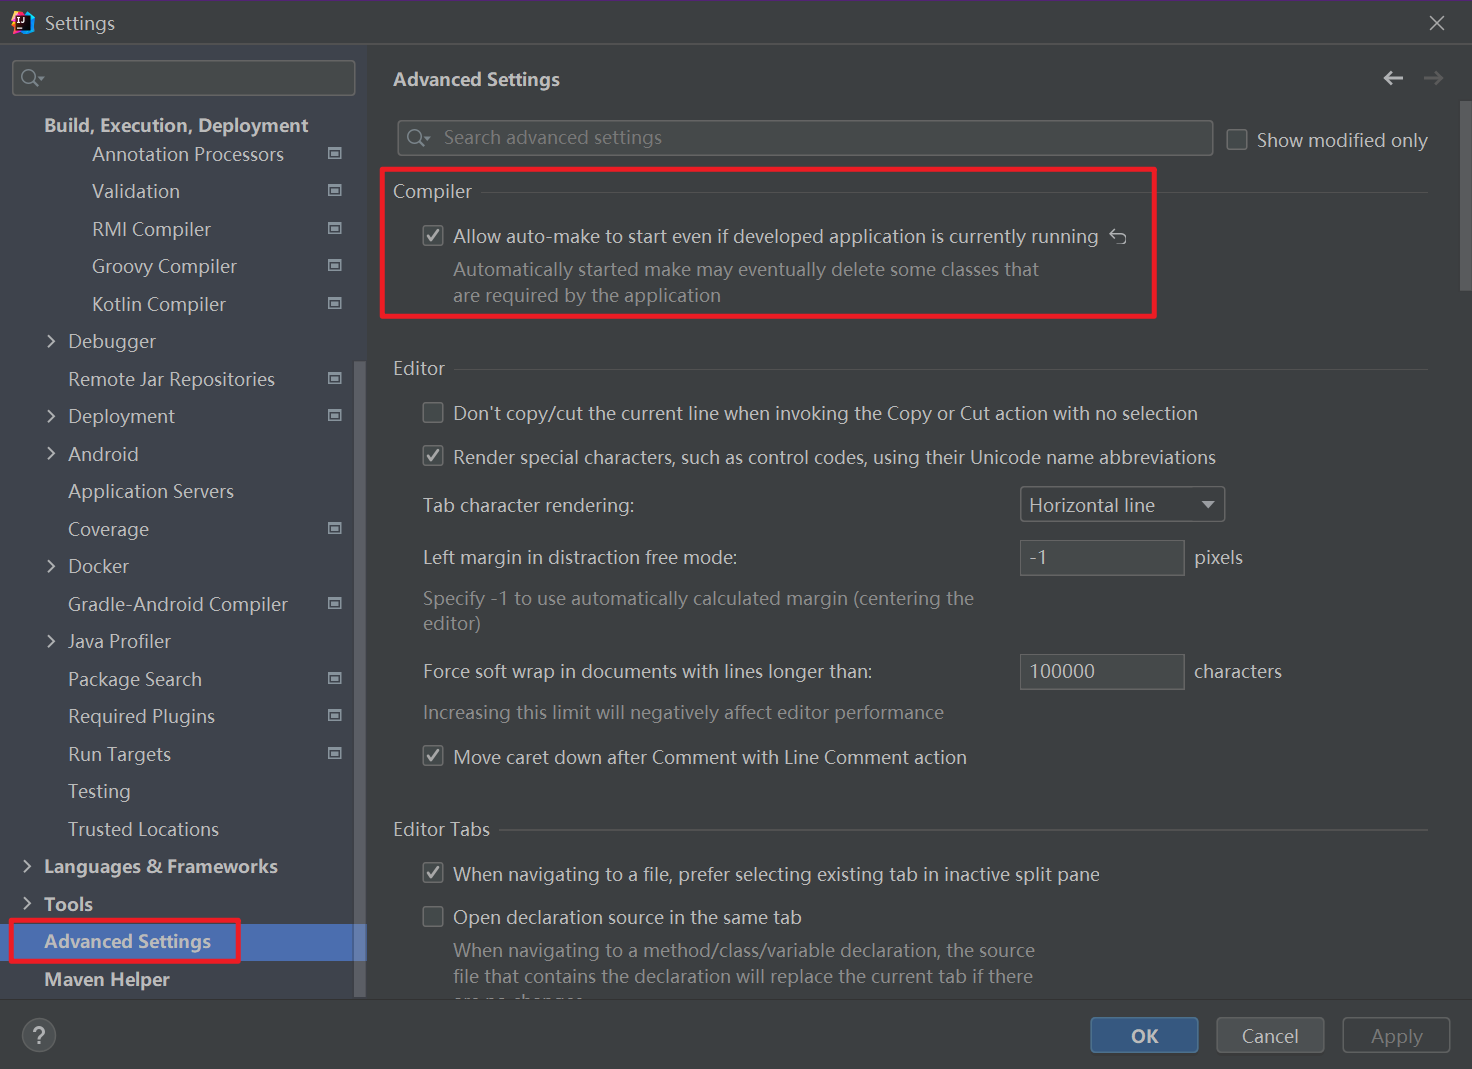 Settings
Build, Execution, Deployment
Annotation Processors
Validation
RMI Compiler
Groovy Compiler
Kotlin Compiler
Debugger
Remote Jar Repositories
Deployment
Android
Application Servers
Coverage
Docker
Gradle-Android Compiler
Java Profiler
Package Search
Required Plugins
Run Targets
Testing
Trusted Locations
Languages & Frameworks
Tools
Advanced Settings
Maven Helper
Advanced Settings
Search advanced settings
Show modified only
Compiler
Allow auto-make to start even if developed application is currently running
Automatically started make may eventually delete some classes that
are required by the application
Editor
Don't copy/cut the current line when invoking the Copy or Cut action with no selection
Render special characters, such as control codes, using their Unicode name abbreviations
Tab character rendering: Horizontal line
Left margin in distraction free mode: -1 pixels
Specify -1 to use automatically calculated margin (centering the
editor)
Force soft wrap in documents with lines longer than: 100000 characters
Increasing this limit will negatively affect editor performance
Move caret down after Comment with Line Comment action
Editor Tabs
When navigating to a file, prefer selecting existing tab in inactive split pane
Open declaration source in the same tab
When navigating to a method/class/variable declaration, the source
file that contains the declaration will replace the current tab if there
?
OK
Cancel
Apply